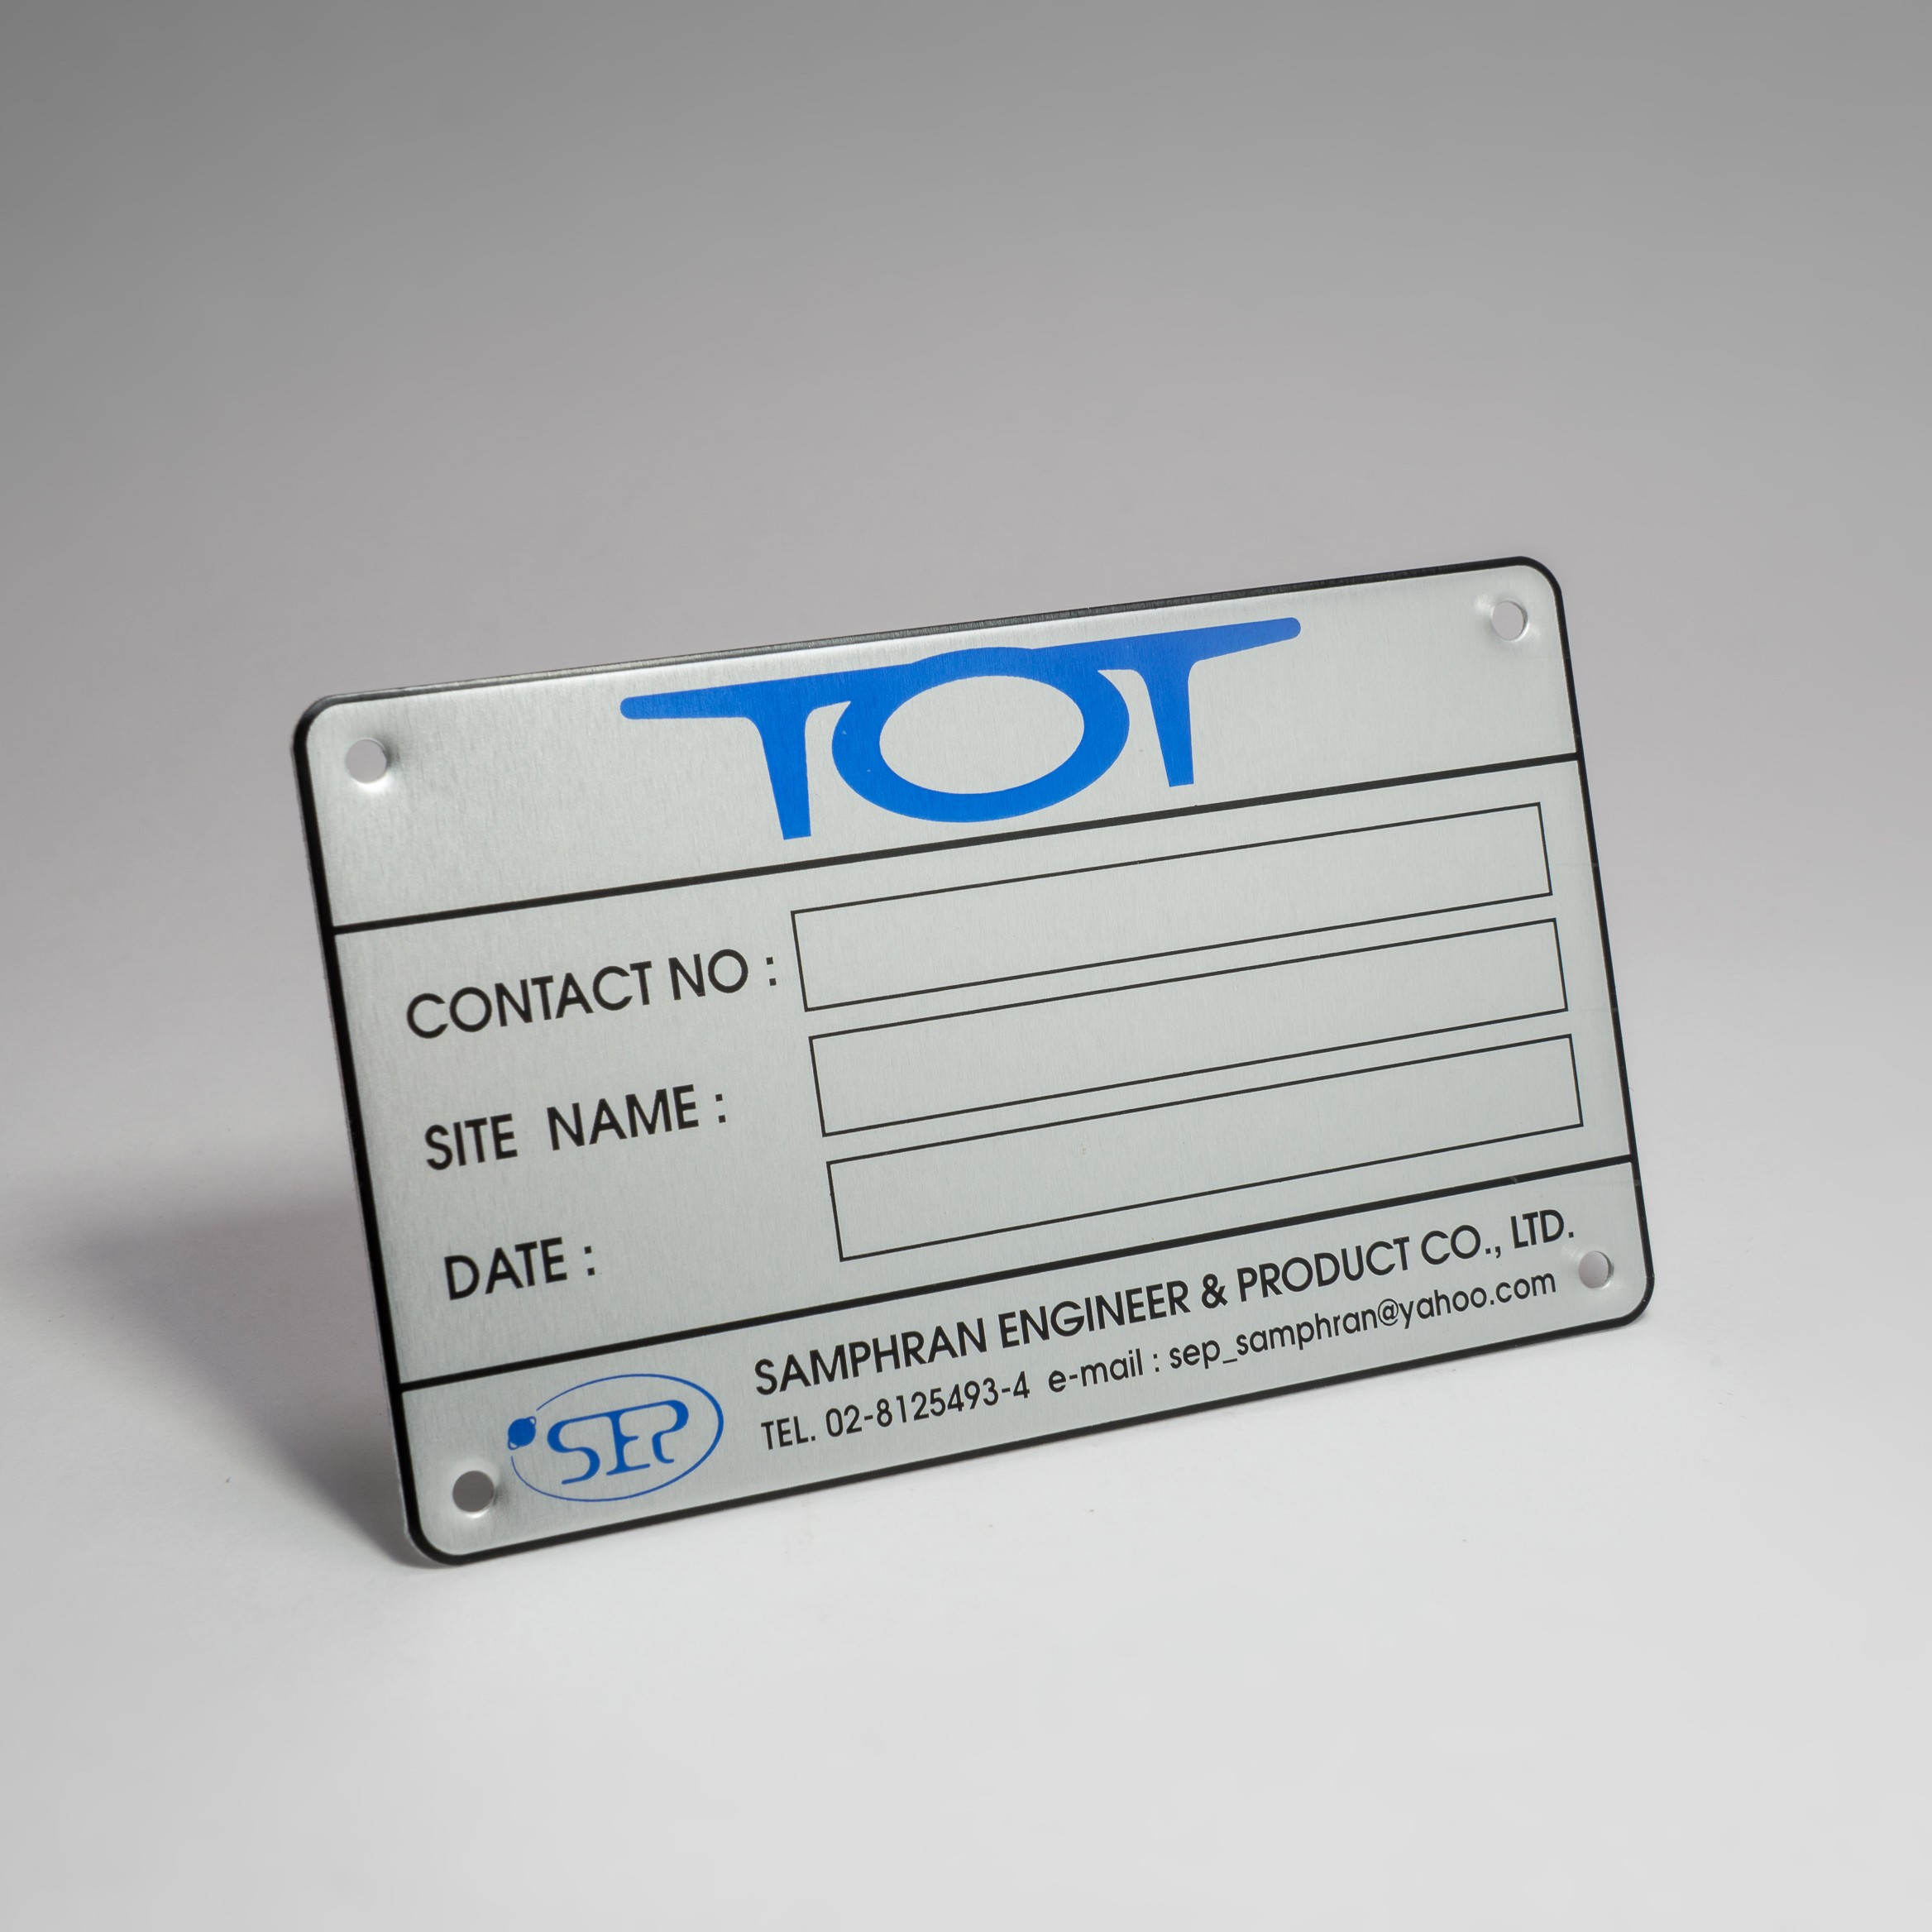 TOT
CONTACT NO :
SITE NAME :
DATE :
SEP
SAMPHRAN ENGINEER & PRODUCT CO., LTD.
TEL. 02-8125493-4 e-mail : sep_samphran@yahoo.com